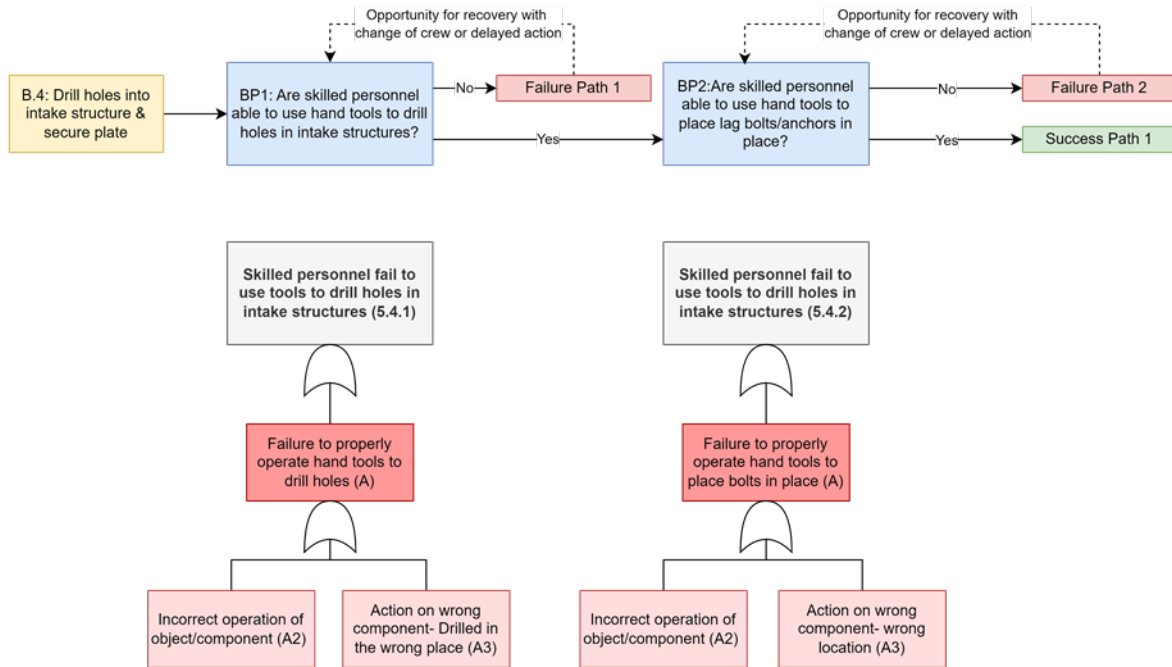 Opportunity for recovery with
change of crew or delayed action
Opportunity for recovery with
change of crew or delayed action
B.4: Drill holes into
intake structure &
secure plate
BP1: Are skilled personnel
able to use hand tools to drill
holes in intake structures?
No
Failure Path 1
Yes
BP2:Are skilled personnel
able to use hand tools to
place lag bolts/anchors in
place?
No
Failure Path 2
Yes
Success Path 1
Skilled personnel fail to
use tools to drill holes in
intake structures (5.4.1)
Skilled personnel fail to
use tools to drill holes in
intake structures (5.4.2)
Failure to properly
operate hand tools to
drill holes (A)
Failure to properly
operate hand tools to
place bolts in place (A)
Incorrect operation of
object/component (A2)
Action on wrong
component- Drilled in
the wrong place (A3)
Incorrect operation of
object/component (A2)
Action on wrong
component- wrong
location (A3)